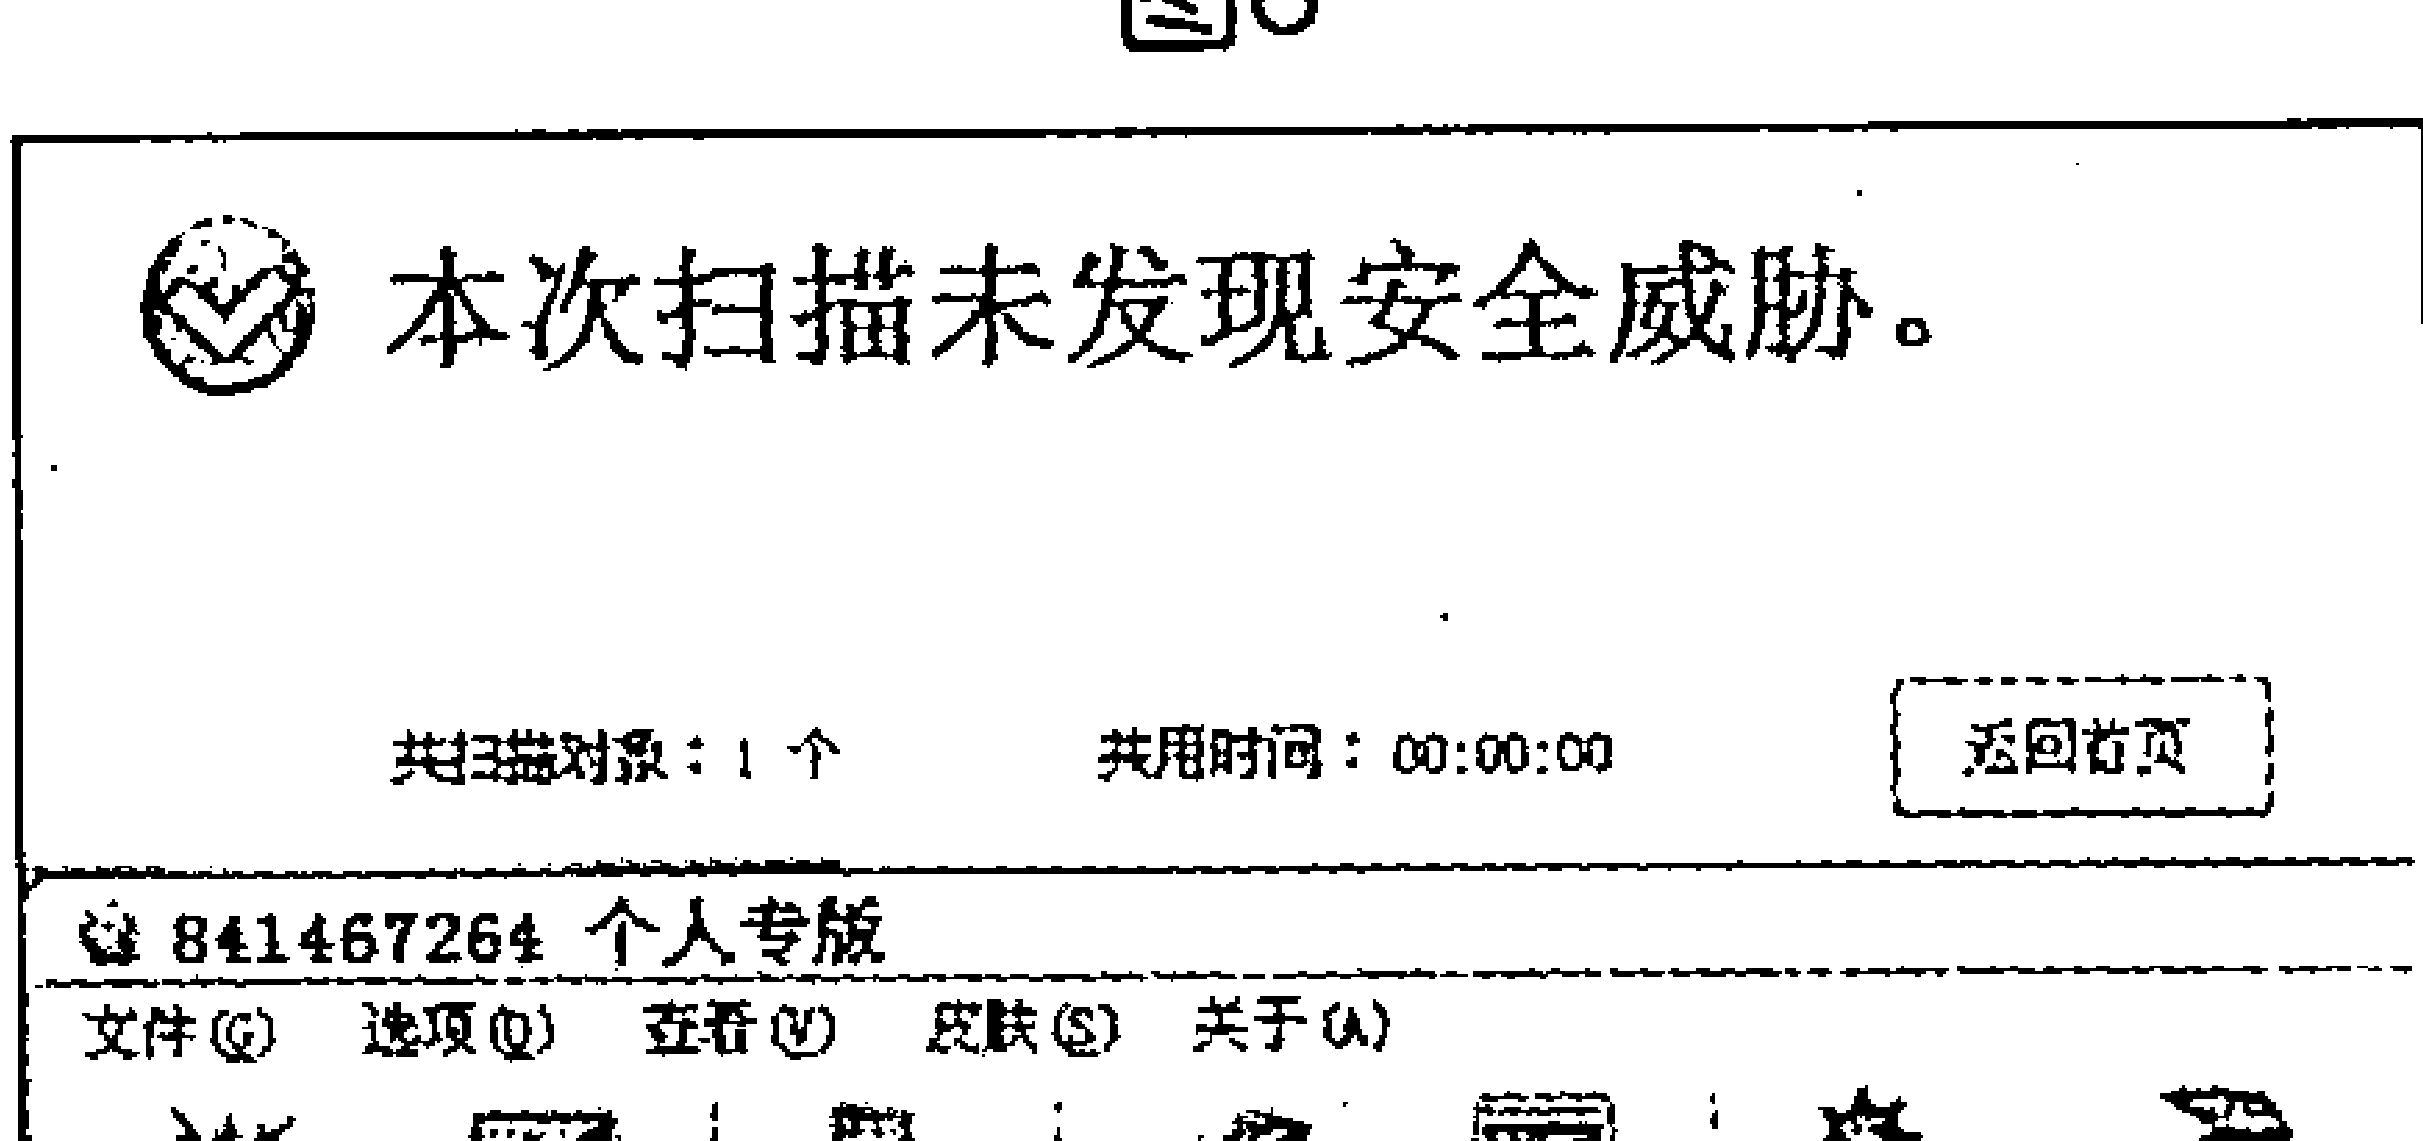 本次扫描未发现安全威胁。
共扫描对象：1 个 共用时间：00:00:00 返回首页
841467264 个人专版
文件(G) 选项(O) 查看(V) 皮肤(S) 关于(A)